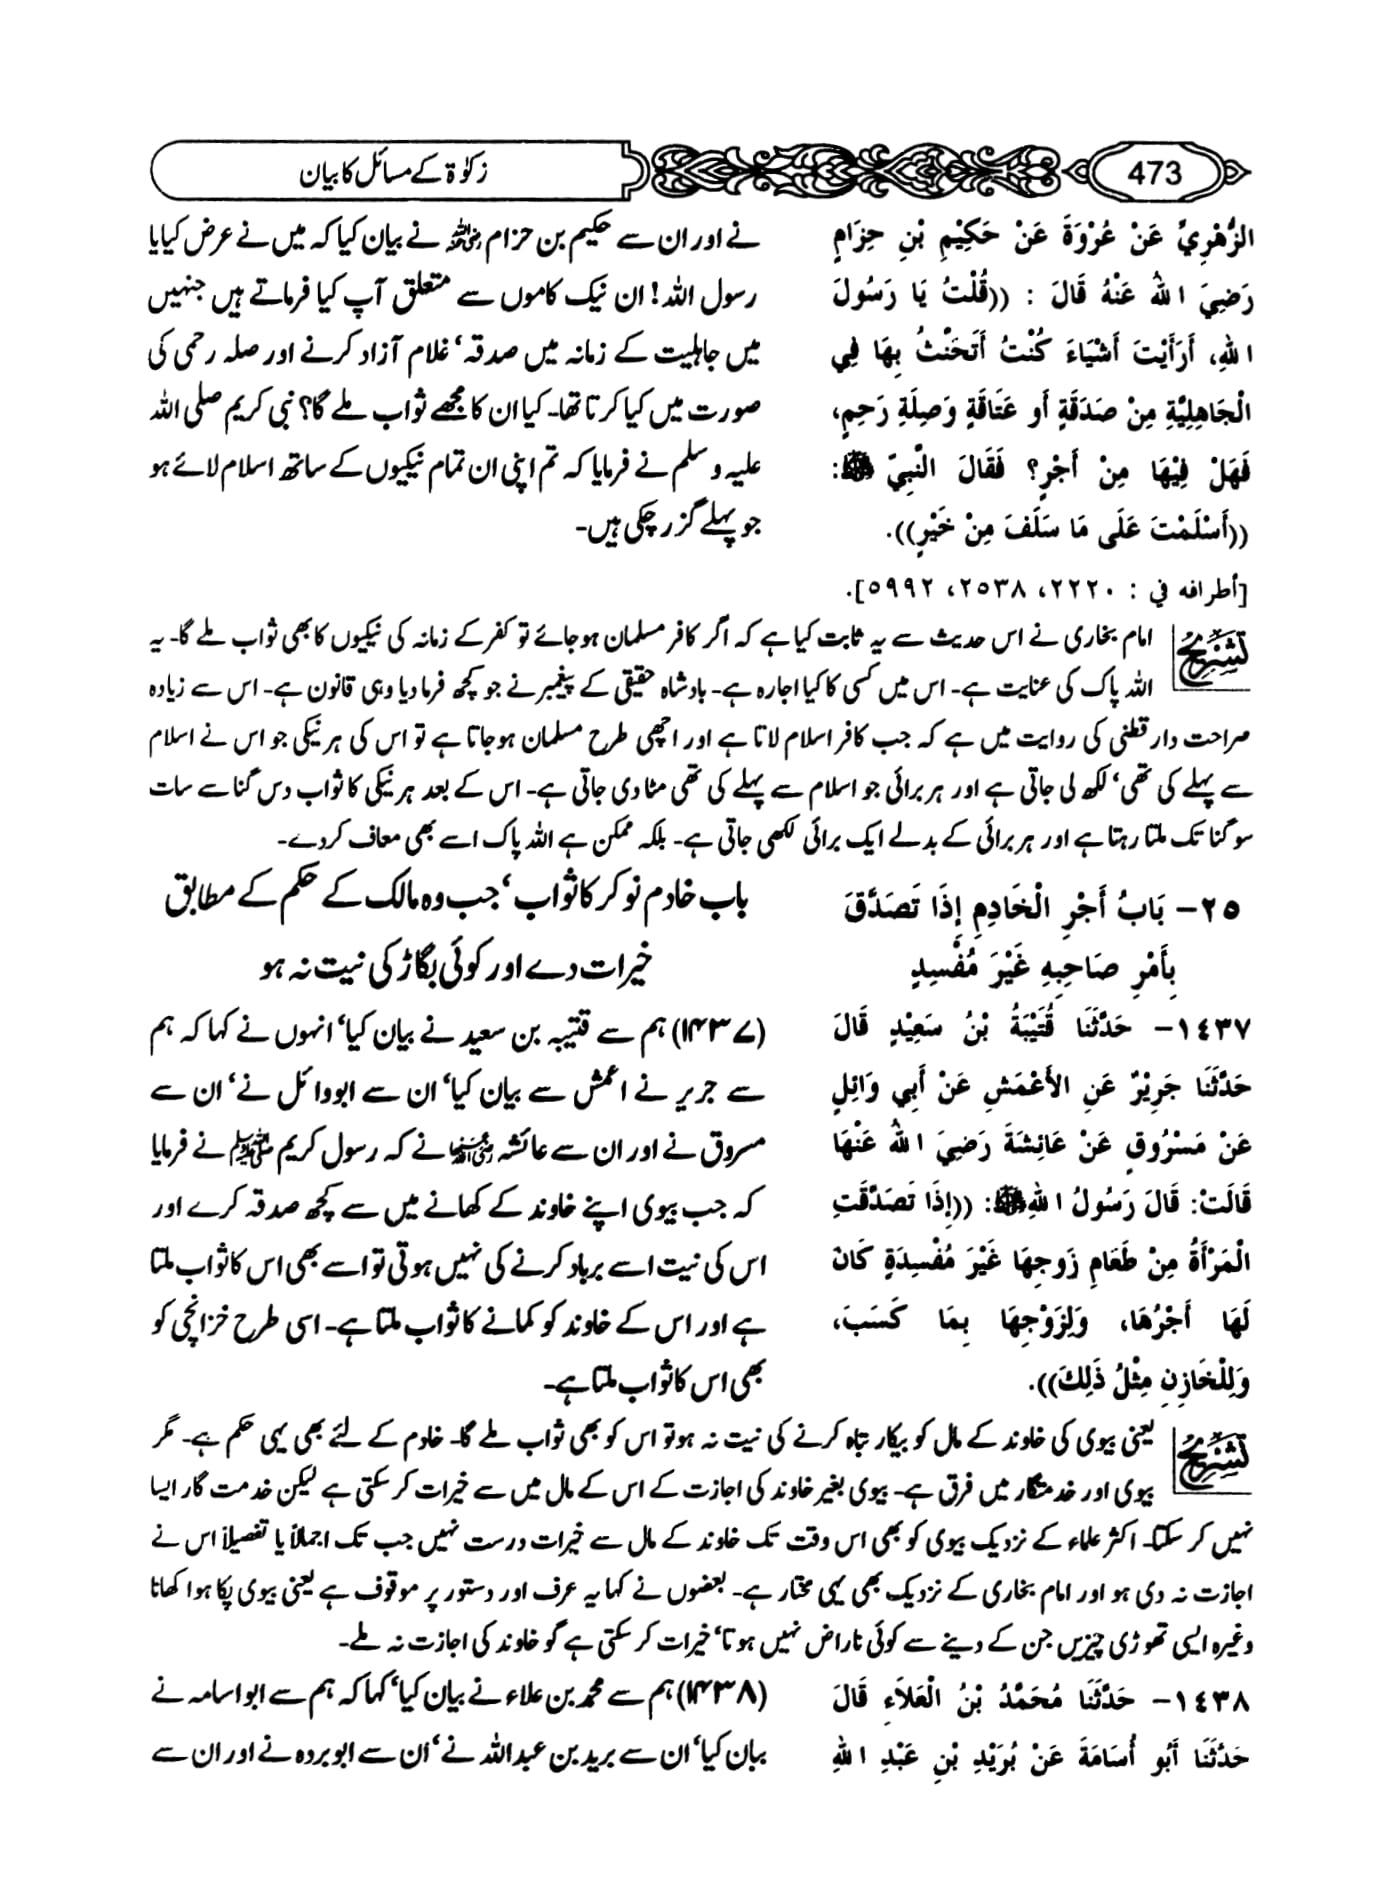 473
زکوٰۃ کے مسائل کا بیان
الزُّهْرِيِّ عَنْ عُرْوَةَ عَنْ حَكِيْمِ بْنِ حِزَامٍ
رَضِيَ اللهُ عَنْهُ قَالَ : ((قُلْتُ يَا رَسُولَ
اللهِ، أَرَأَيْتَ أَشْيَاءَ كُنْتُ أَتَحَنَّثُ بِهَا فِي
الْجَاهِلِيَّةِ مِنْ صَدَقَةٍ أَو عَتَاقَةٍ وَصِلَةِ رَحِمٍ،
فَهَلْ فِيْهَا مِنْ أَجْرٍ؟ فَقَالَ النَّبِيّ ﷺ:
((أَسْلَمْتَ عَلَى مَا سَلَفَ مِنْ خَيْرٍ)).
[أطرافه في : ٢٢٢٠، ٢٥٣٨، ٥٩٩٢].
نے اور ان سے حکیم بن حزام رضی اللہ عنہ نے بیان کیا کہ میں نے عرض کیا یا
رسول اللہ! ان نیک کاموں سے متعلق آپ کیا فرماتے ہیں جنہیں
میں جاہلیت کے زمانہ میں صدقہ‘ غلام آزاد کرنے اور صلہ رحمی کی
صورت میں کیا کرتا تھا۔ کیا ان کا مجھے ثواب ملے گا؟ نبی کریم صلی اللہ
علیہ وسلم نے فرمایا کہ تم اپنی ان تمام نیکیوں کے ساتھ اسلام لائے ہو
جو پہلے گزر چکی ہیں۔
تشریح امام بخاری نے اس حدیث سے یہ ثابت کیا ہے کہ اگر کافر مسلمان ہو جائے تو کفر کے زمانہ کی نیکیوں کا بھی ثواب ملے گا۔ یہ
اللہ پاک کی عنایت ہے۔ اس میں کسی کا کیا اجارہ ہے۔ بادشاہ حقیقی کے پیغمبر نے جو کچھ فرما دیا وہی قانون ہے۔ اس سے زیادہ
صراحت دار قطنی کی روایت میں ہے کہ جب کافر اسلام لاتا ہے اور اچھی طرح مسلمان ہو جاتا ہے تو اس کی ہر نیکی جو اس نے اسلام
سے پہلے کی تھی‘ لکھ لی جاتی ہے اور ہر برائی جو اسلام سے پہلے کی تھی مٹا دی جاتی ہے۔ اس کے بعد ہر نیکی کا ثواب دس گنا سے سات
سو گنا تک ملتا رہتا ہے اور ہر برائی کے بدلے ایک برائی لکھی جاتی ہے۔ بلکہ ممکن ہے اللہ پاک اسے بھی معاف کر دے۔
٢٥- بَابُ أَجْرِ الْخَادِمِ إِذَا تَصَدَّقَ
بِأَمْرِ صَاحِبِهِ غَيْرَ مُفْسِدٍ
باب خادم نوکر کا ثواب‘ جب وہ مالک کے حکم کے مطابق
خیرات دے اور کوئی بگاڑ کی نیت نہ ہو
١٤٣٧- حَدَّثَنَا قُتَيْبَةُ بْنُ سَعِيْدٍ قَالَ
حَدَّثَنَا جَرِيْرٌ عَنِ الأَعْمَشِ عَنْ أَبِي وَائِلٍ
عَنْ مَسْرُوقٍ عَنْ عَائِشَةَ رَضِيَ اللهُ عَنْهَا
قَالَتْ: قَالَ رَسُولُ اللهِ ﷺ: ((إِذَا تَصَدَّقَتِ
الْمَرْأَةُ مِنْ طَعَامِ زَوجِهَا غَيْرَ مُفْسِدَةٍ كَانَ
لَهَا أَجْرُهَا، وَلِزَوْجِهَا بِمَا كَسَبَ،
وَلِلْخَازِنِ مِثْلُ ذَلِكَ)).
(۱۴۳۷) ہم سے قتیبہ بن سعید نے بیان کیا‘ انہوں نے کہا کہ ہم
سے جریر نے اعمش سے بیان کیا‘ ان سے ابووائل نے‘ ان سے
مسروق نے اور ان سے عائشہ رضی اللہ عنہا نے کہ رسول کریم ﷺ نے فرمایا
کہ جب بیوی اپنے خاوند کے کھانے میں سے کچھ صدقہ کرے اور
اس کی نیت اسے برباد کرنے کی نہیں ہوتی تو اسے بھی اس کا ثواب ملتا
ہے اور اس کے خاوند کو کمانے کا ثواب ملتا ہے۔ اسی طرح خزانچی کو
بھی اس کا ثواب ملتا ہے۔
تشریح یعنی بیوی کی خاوند کے مال کو بیکار تباہ کرنے کی نیت نہ ہو تو اس کو بھی ثواب ملے گا۔ خادم کے لئے بھی یہی حکم ہے۔ مگر
بیوی اور خدمتگار میں فرق ہے۔ بیوی بغیر خاوند کی اجازت کے اس کے مال میں سے خیرات کر سکتی ہے لیکن خدمت گار ایسا
نہیں کر سکتا۔ اکثر علماء کے نزدیک بیوی کو بھی اس وقت تک خاوند کے مال سے خیرات درست نہیں جب تک اجمالاً یا تفصیلاً اس نے
اجازت نہ دی ہو اور امام بخاری کے نزدیک بھی یہی مختار ہے۔ بعضوں نے کہا یہ عرف اور دستور پر موقوف ہے یعنی بیوی پکا ہوا کھانا
وغیرہ ایسی تھوڑی چیزیں جن کے دینے سے کوئی ناراض نہیں ہوتا‘ خیرات کر سکتی ہے گو خاوند کی اجازت نہ ملے۔
١٤٣٨- حَدَّثَنَا مُحَمَّدُ بْنُ الْعَلاَءِ قَالَ
حَدَّثَنَا أَبُو أُسَامَةَ عَنْ بُرَيْدِ بْنِ عَبْدِ اللهِ
(۱۴۳۸) ہم سے محمد بن علاء نے بیان کیا‘ کہا کہ ہم سے ابو اسامہ نے
بیان کیا‘ ان سے برید بن عبداللہ نے‘ ان سے ابو بردہ نے اور ان سے